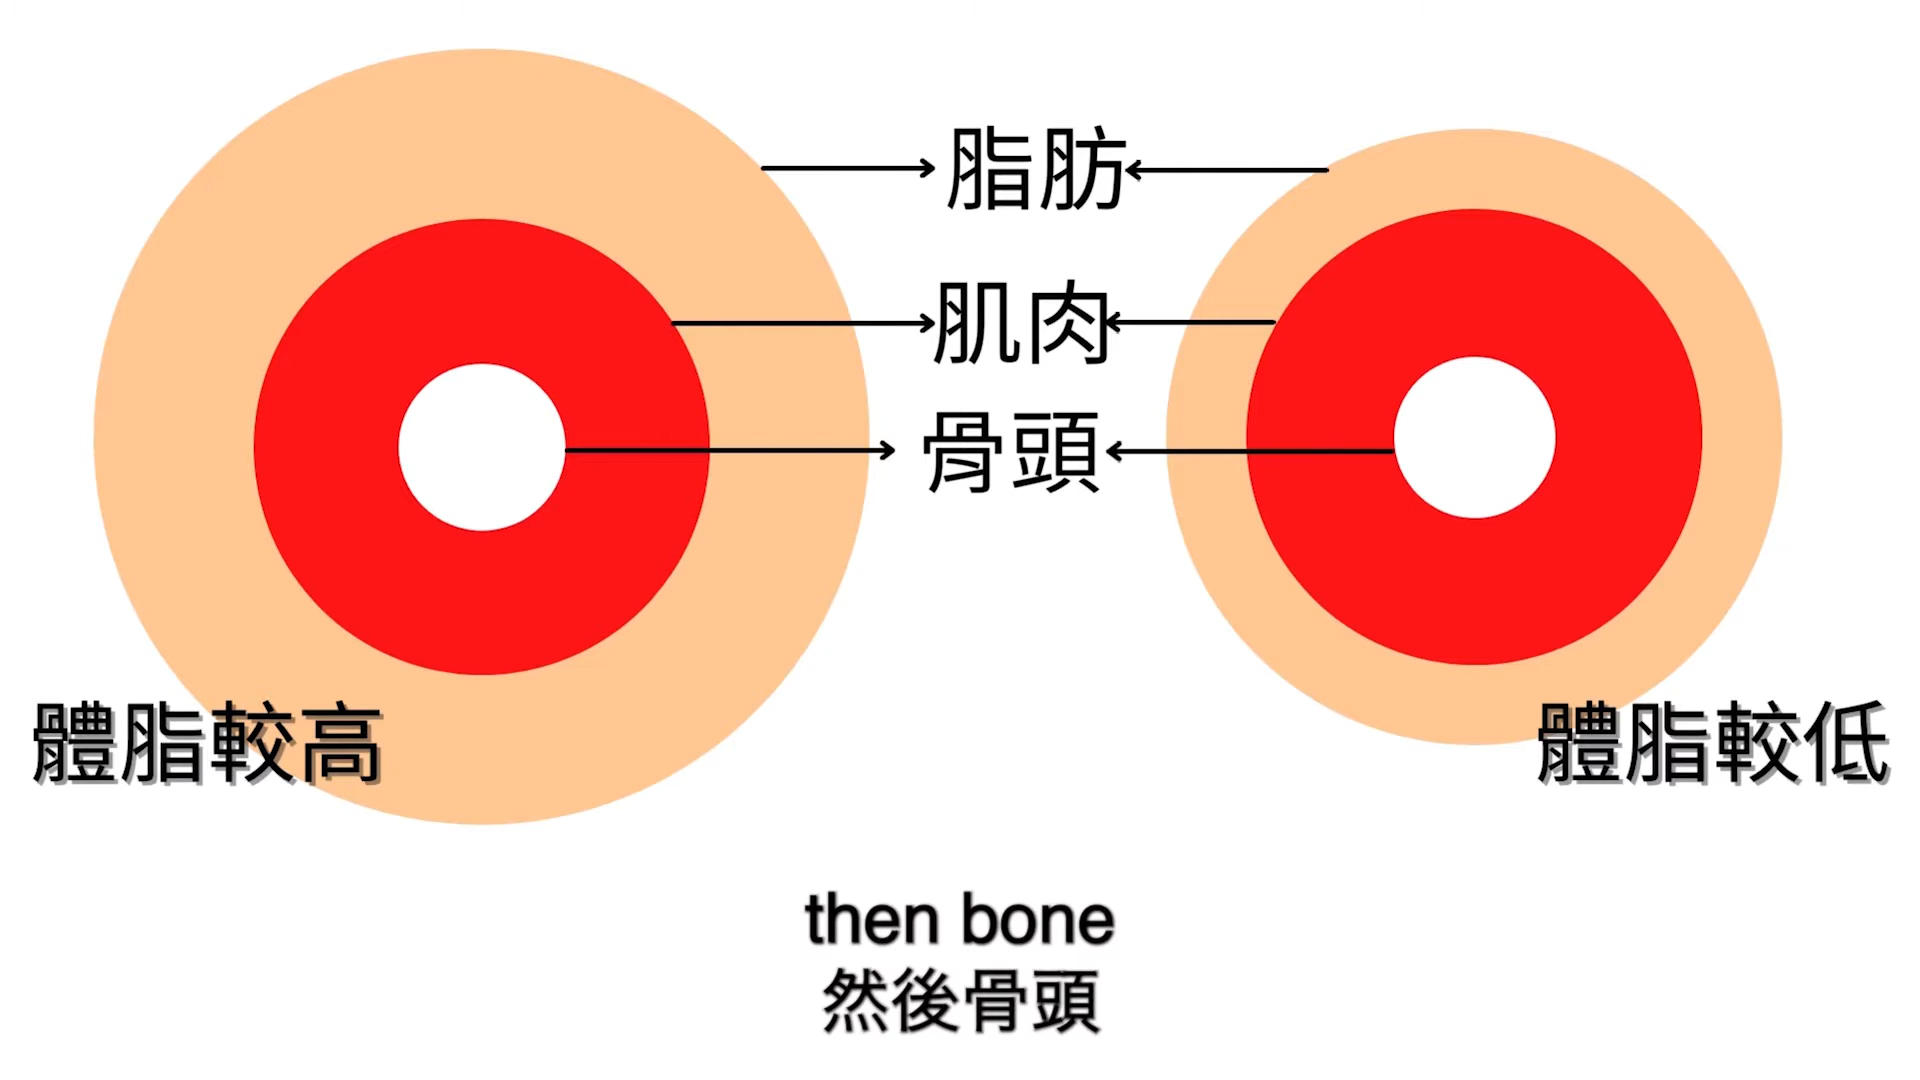 脂肪
肌肉
骨頭
體脂較高
體脂較低
then bone
然後骨頭